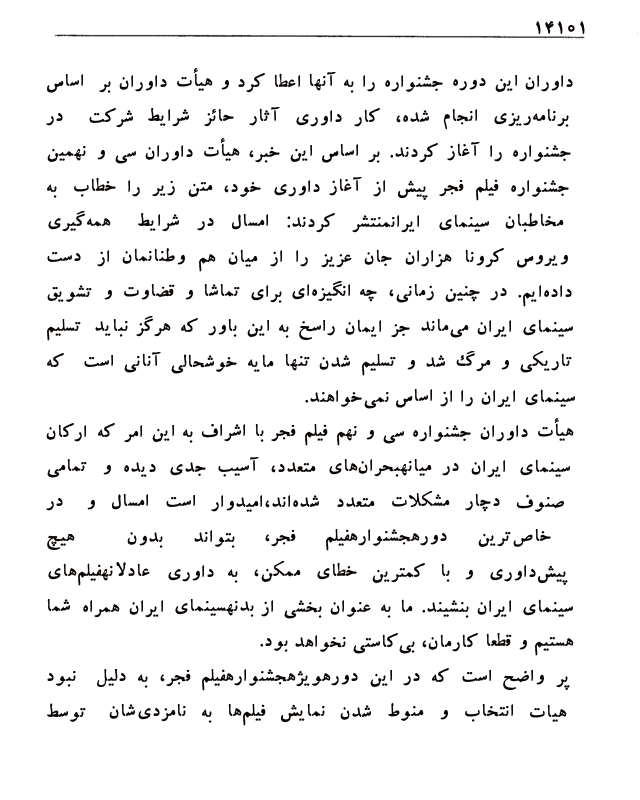 ۱۴۱۰۱
داوران این دوره جشنواره را به آنها اعطا کرد و هیأت داوران بر اساس
برنامه‌ریزی انجام شده، کار داوری آثار حائز شرایط شرکت در
جشنواره را آغاز کردند. بر اساس این خبر، هیأت داوران سی و نهمین
جشنواره فیلم فجر پیش از آغاز داوری خود، متن زیر را خطاب به
مخاطبان سینمای ایرانمنتشر کردند: امسال در شرایط همه‌گیری
ویروس کرونا هزاران جان عزیز را از میان هم وطنانمان از دست
داده‌ایم. در چنین زمانی، چه انگیزه‌ای برای تماشا و قضاوت و تشویق
سینمای ایران می‌ماند جز ایمان راسخ به این باور که هرگز نباید تسلیم
تاریکی و مرگ شد و تسلیم شدن تنها مایه خوشحالی آنانی است که
سینمای ایران را از اساس نمی‌خواهند.
هیأت داوران جشنواره سی و نهم فیلم فجر با اشراف به این امر که ارکان
سینمای ایران در میانهبحران‌های متعدد، آسیب جدی دیده و تمامی
صنوف دچار مشکلات متعدد شده‌اند،امیدوار است امسال و در
خاص‌ترین دورهجشنوارهفیلم فجر، بتواند بدون هیچ
پیش‌داوری و با کمترین خطای ممکن، به داوری عادلانهفیلم‌های
سینمای ایران بنشیند. ما به عنوان بخشی از بدنهسینمای ایران همراه شما
هستیم و قطعا کارمان، بی‌کاستی نخواهد بود.
پر واضح است که در این دورهویژهجشنوارهفیلم فجر، به دلیل نبود
هیات انتخاب و منوط شدن نمایش فیلم‌ها به نامزدی‌شان توسط